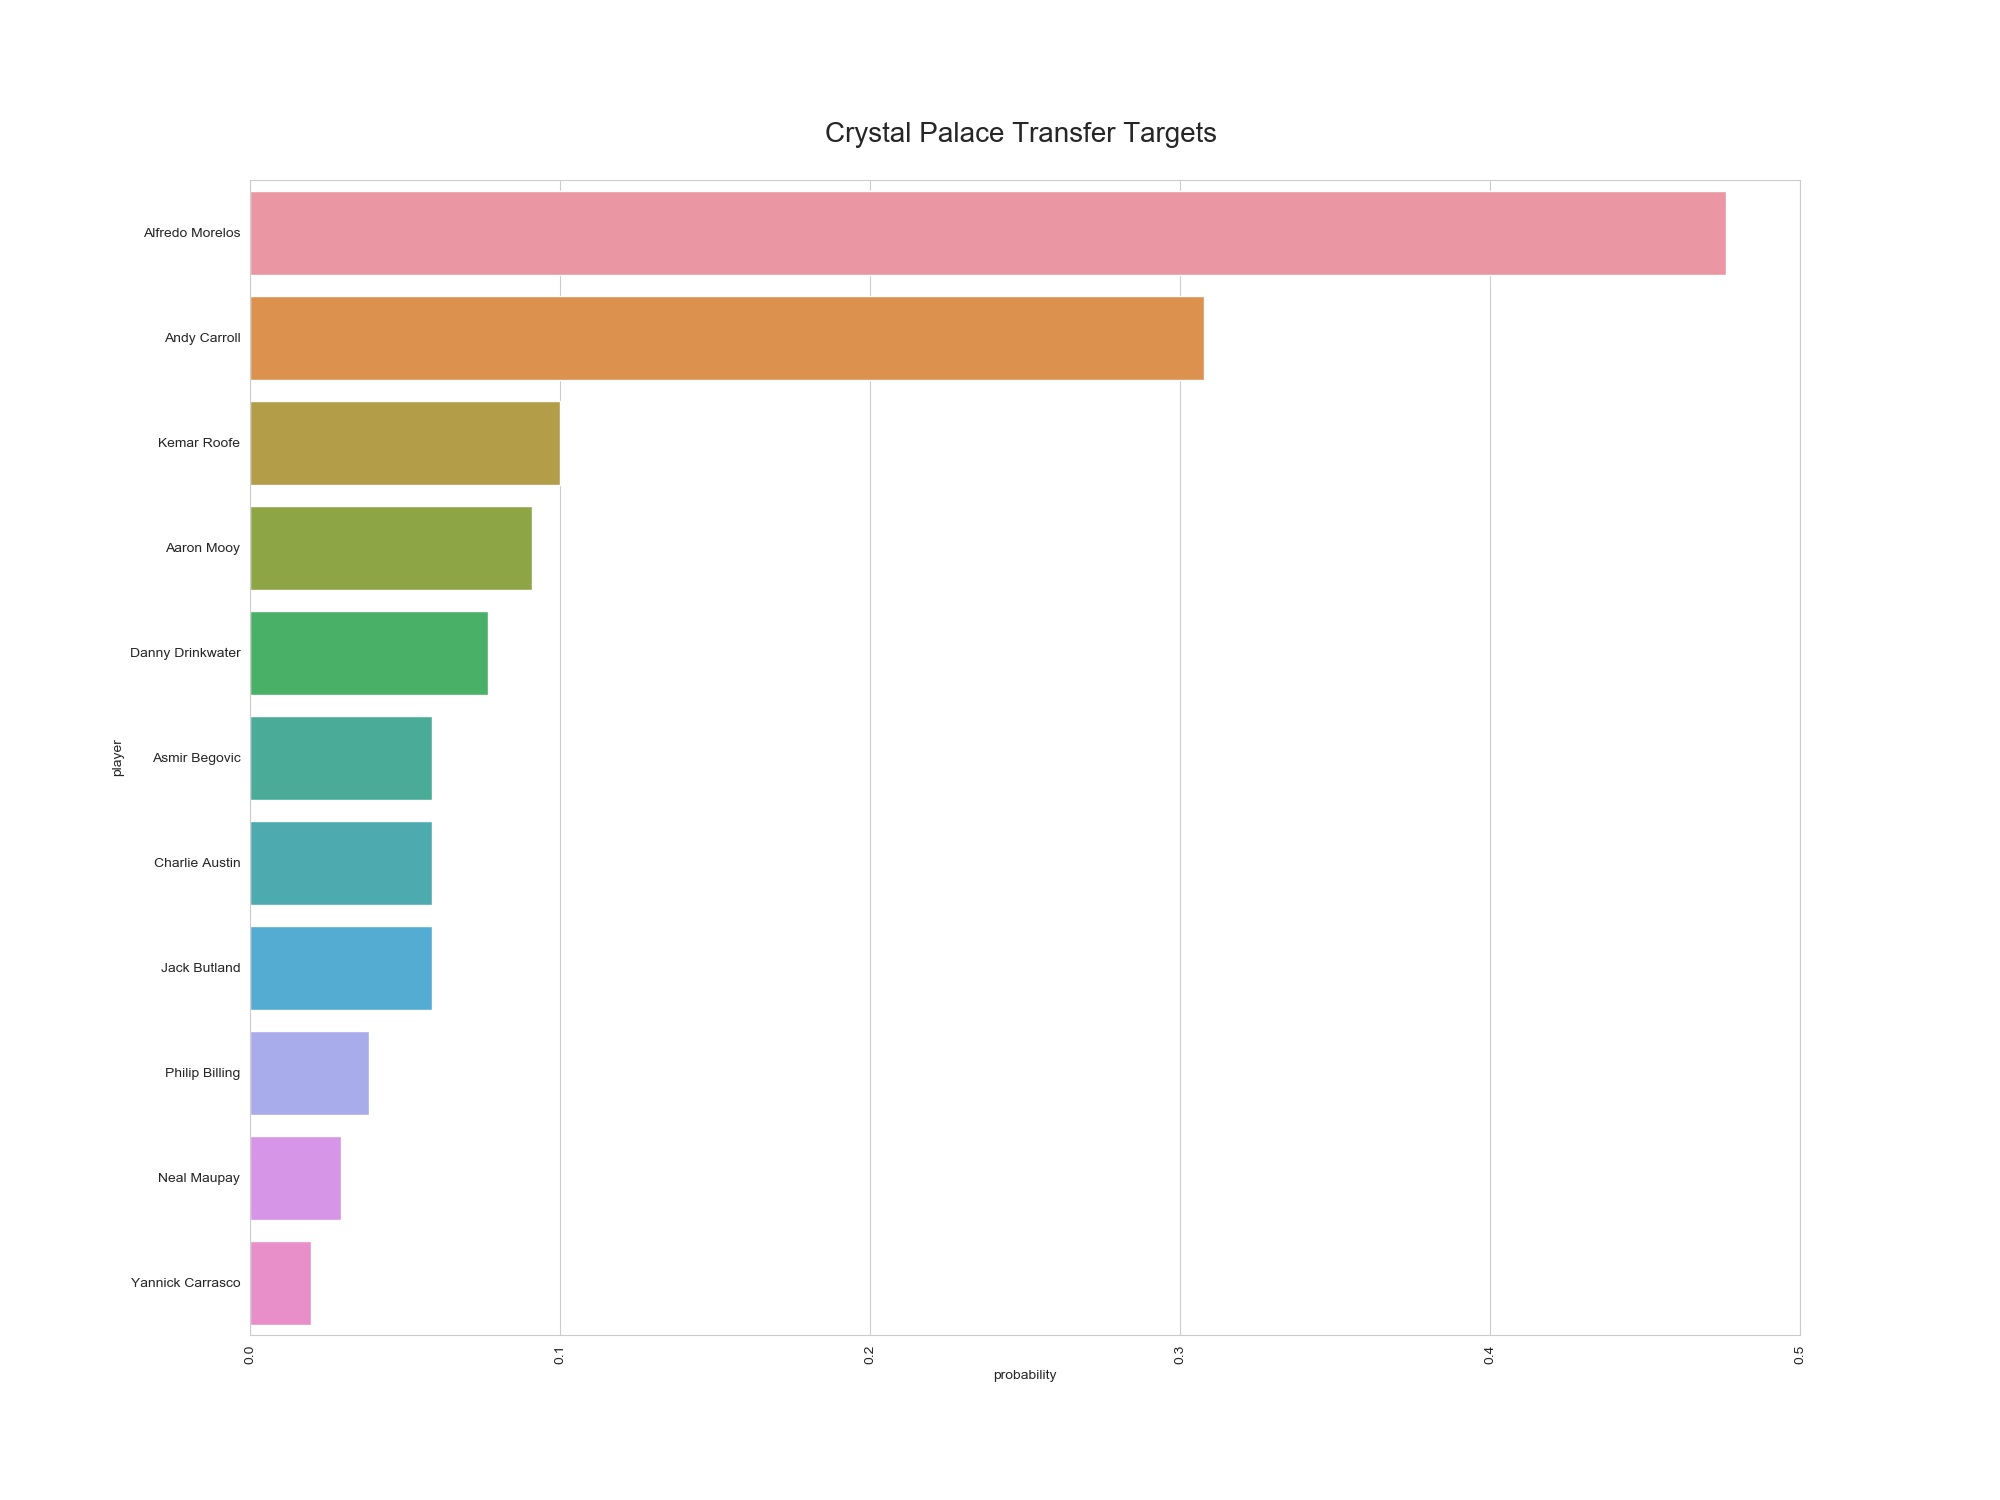 Crystal Palace Transfer Targets
Alfredo Morelos
Andy Carroll
Kemar Roofe
Aaron Mooy
Danny Drinkwater
Asmir Begovic
Charlie Austin
Jack Butland
Philip Billing
Neal Maupay
Yannick Carrasco
player
0.0
0.1
0.2
0.3
0.4
0.5
probability